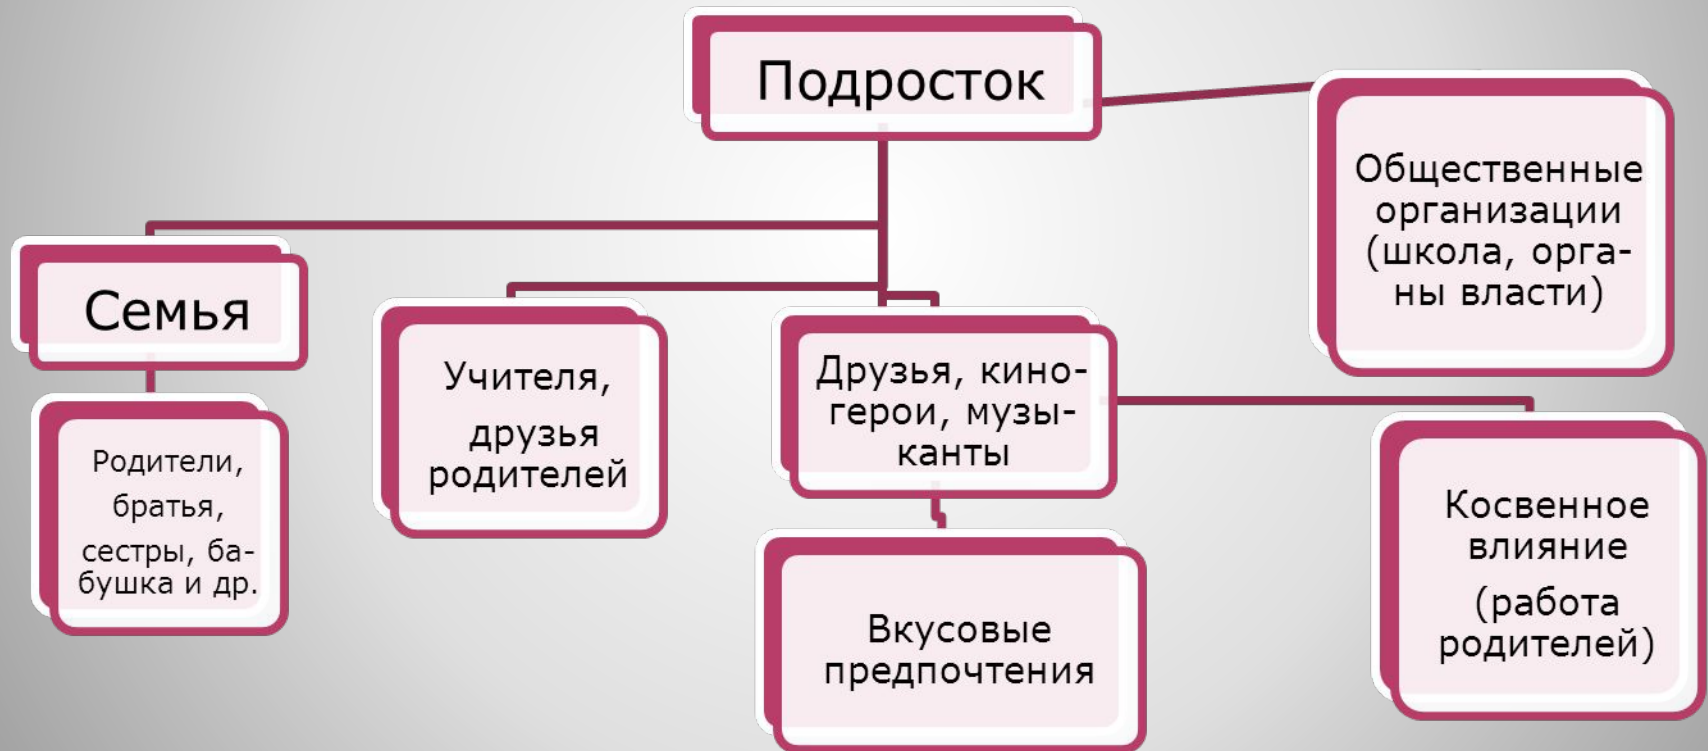 Подросток
Общественные
организации
(школа, орга-
ны власти)
Семья
Учителя,
друзья
родителей
Друзья, кино-
герои, музы-
канты
Родители,
братья,
сестры, ба-
бушка и др.
Косвенное
влияние
(работа
родителей)
Вкусовые
предпочтения